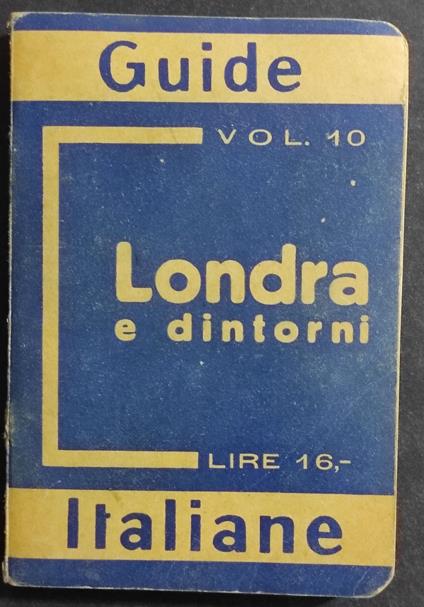 Guide
VOL. 10
Londra
e dintorni
LIRE 16,-
Italiane